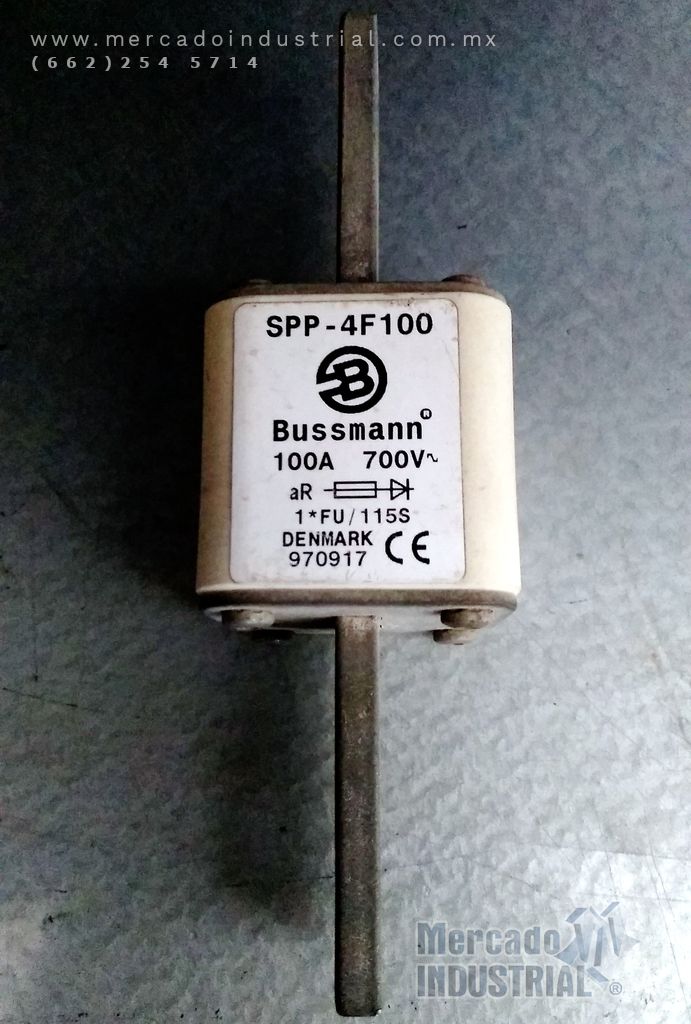 www.mercadoindustrial.com.mx
(662)254 5714
SPP-4F100
B
Bussmann®
100A 700V~
aR
1*FU/115S
DENMARK CE
970917
Mercado
INDUSTRIAL®